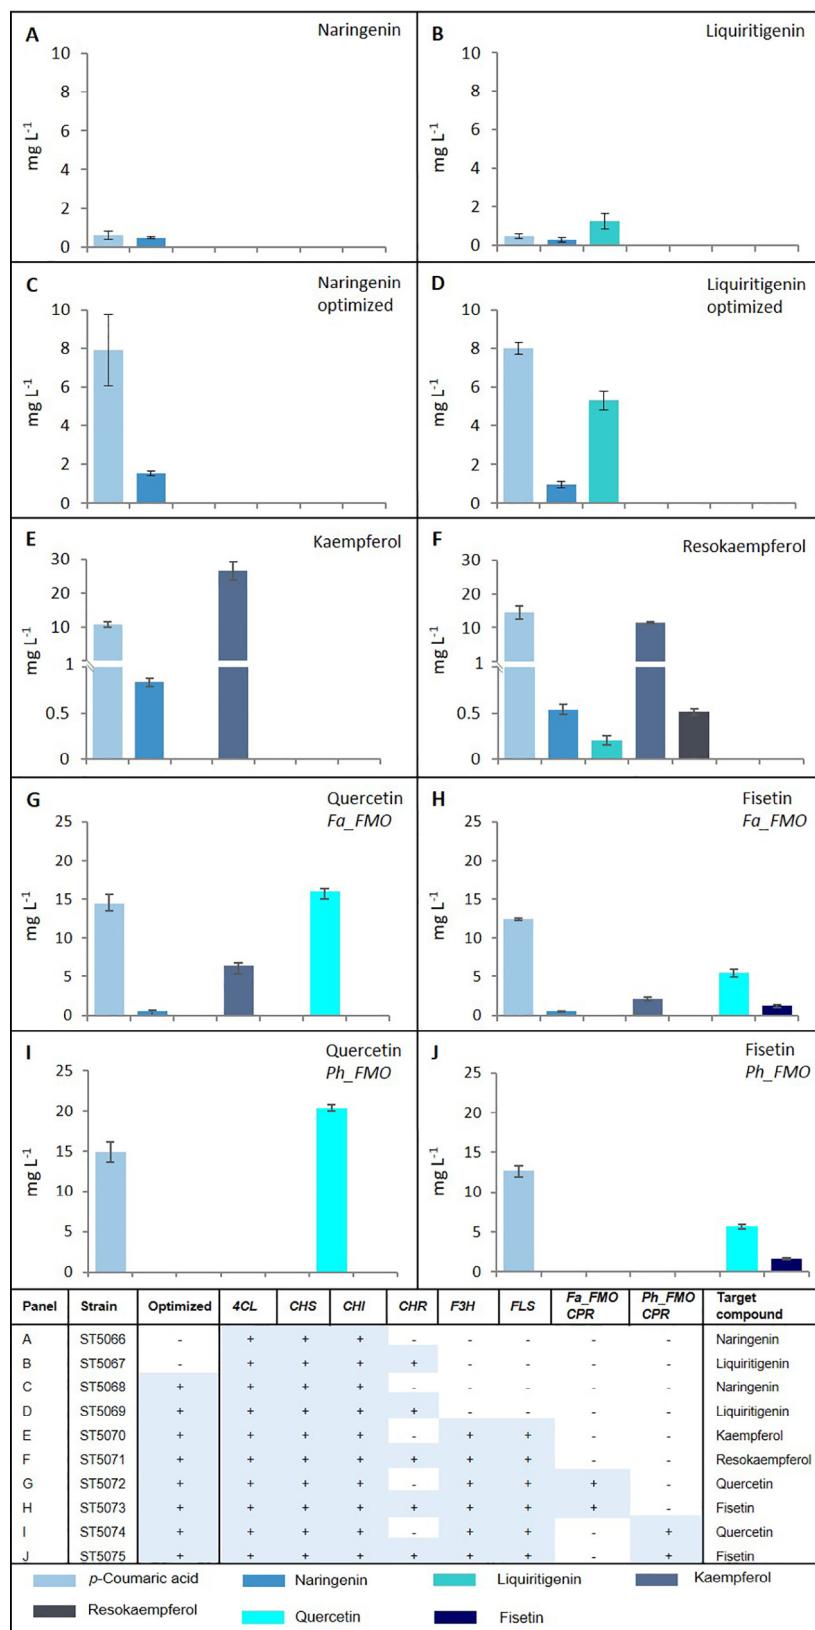 A Naringenin
10
8
6
4
2
0
mg L-1
B Liquiritigenin
10
8
6
4
2
0
mg L-1
C Naringenin
optimized
10
8
6
4
2
0
mg L-1
D Liquiritigenin
optimized
10
8
6
4
2
0
mg L-1
E Kaempferol
30
20
10
1
0.5
0
mg L-1
F Resokaempferol
30
20
10
1
0.5
0
mg L-1
G Quercetin
Fa_FMO
25
20
15
10
5
0
mg L-1
H Fisetin
Fa_FMO
25
20
15
10
5
0
mg L-1
I Quercetin
Ph_FMO
25
20
15
10
5
0
mg L-1
J Fisetin
Ph_FMO
25
20
15
10
5
0
mg L-1
Panel Strain Optimized 4CL CHS CHI CHR F3H FLS Fa_FMO CPR Ph_FMO CPR Target compound
A ST5066 - + + + - - - - - Naringenin
B ST5067 - + + + + - - - - Liquiritigenin
C ST5068 + + + + - - - - - Naringenin
D ST5069 + + + + + - - - - Liquiritigenin
E ST5070 + + + + - + + - - Kaempferol
F ST5071 + + + + + + + - - Resokaempferol
G ST5072 + + + + - + + + - Quercetin
H ST5073 + + + + + + + + - Fisetin
I ST5074 + + + + - + + - + Quercetin
J ST5075 + + + + + + + - + Fisetin
p-Coumaric acid Naringenin Liquiritigenin Kaempferol
Resokaempferol Quercetin Fisetin